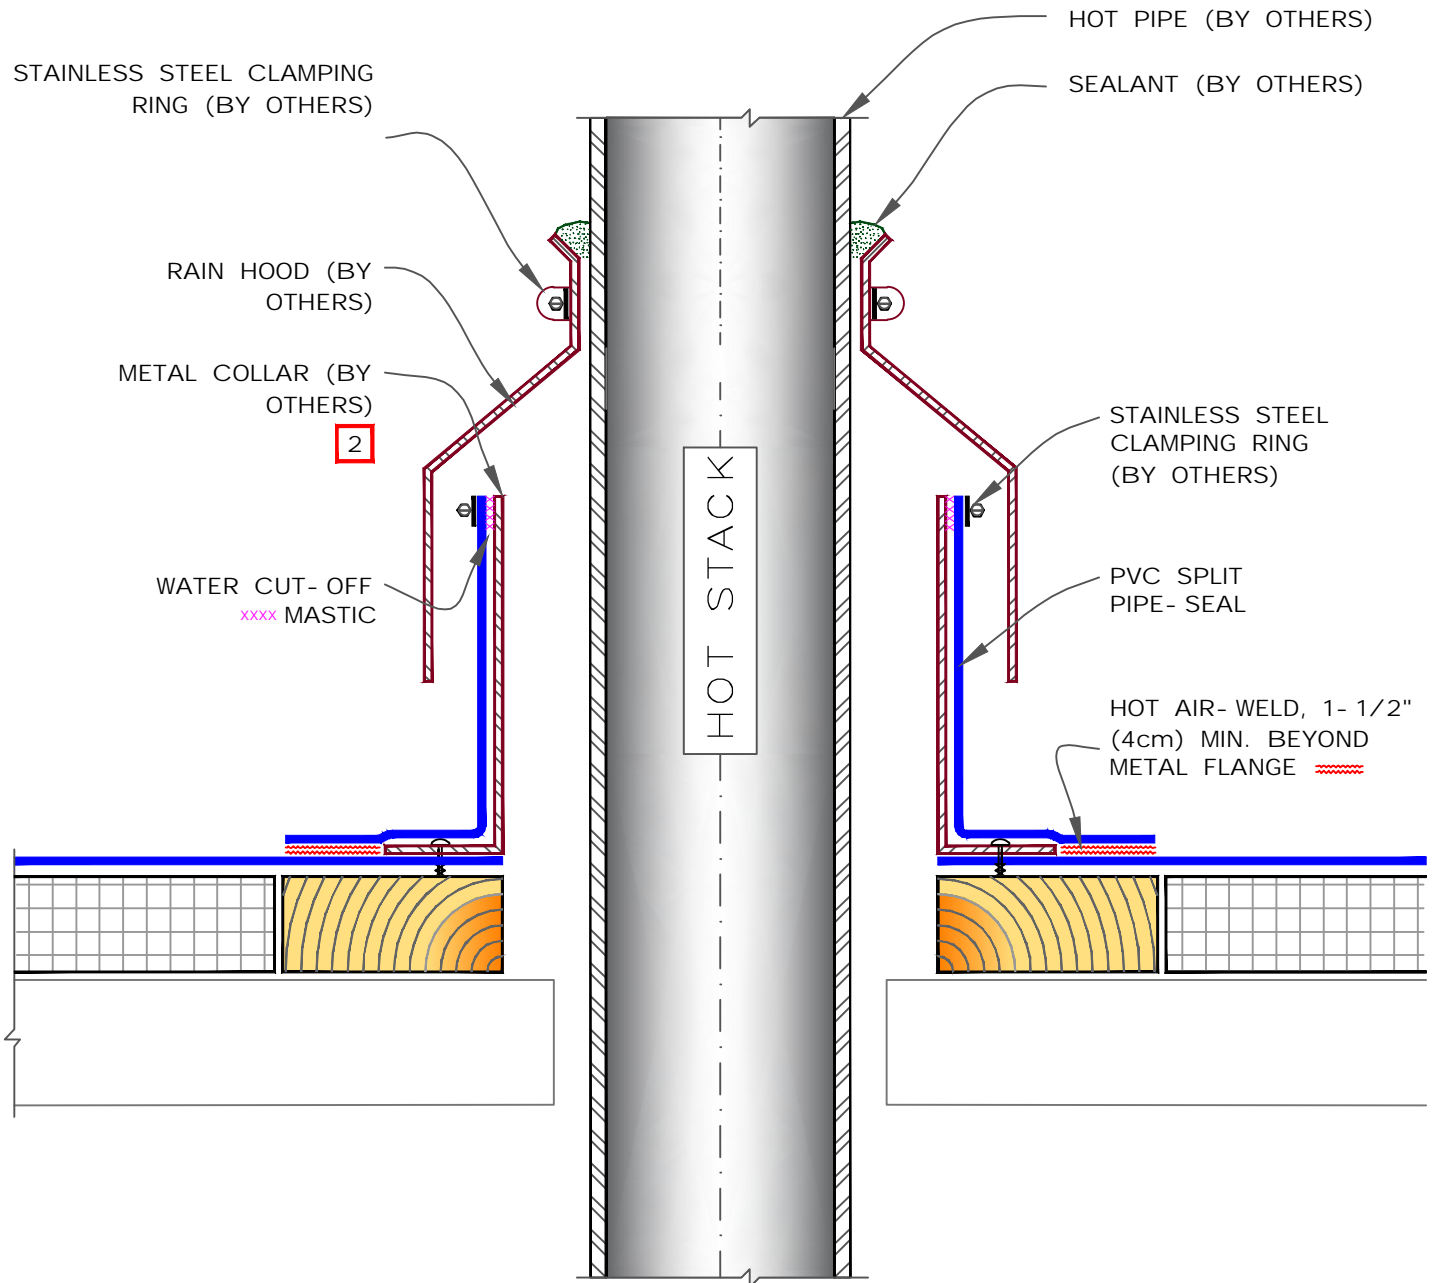 HOT PIPE (BY OTHERS)
STAINLESS STEEL CLAMPING
RING (BY OTHERS)
SEALANT (BY OTHERS)
RAIN HOOD (BY
OTHERS)
METAL COLLAR (BY
OTHERS)
2
STAINLESS STEEL
CLAMPING RING
(BY OTHERS)
HOT STACK
WATER CUT-OFF
xxxx MASTIC
PVC SPLIT
PIPE-SEAL
HOT AIR-WELD, 1-1/2"
(4cm) MIN. BEYOND
METAL FLANGE